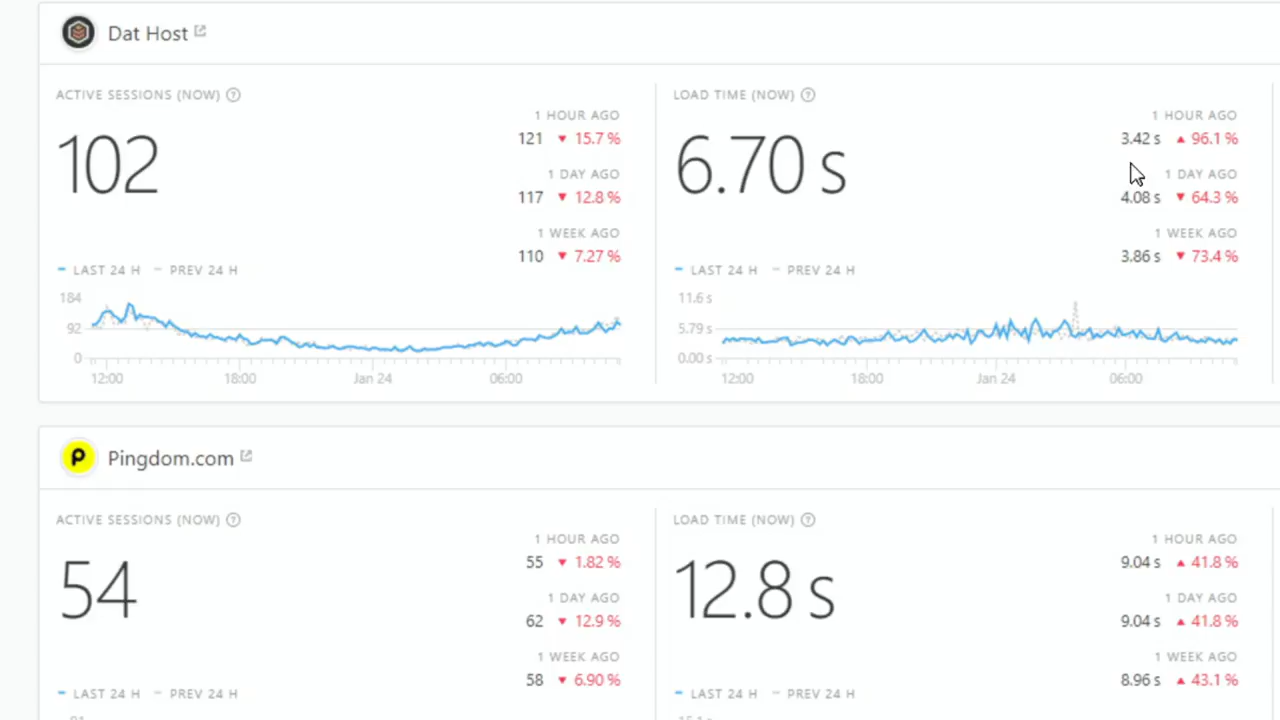 Dat Host
ACTIVE SESSIONS (NOW) ?
102
1 HOUR AGO
121 ▼ 15.7 %
1 DAY AGO
117 ▼ 12.8 %
1 WEEK AGO
110 ▼ 7.27 %
LAST 24 H PREV 24 H
184
92
0
12:00 18:00 Jan 24 06:00
LOAD TIME (NOW) ?
6.70 s
1 HOUR AGO
3.42 s ▲ 96.1 %
1 DAY AGO
4.08 s ▼ 64.3 %
1 WEEK AGO
3.86 s ▼ 73.4 %
LAST 24 H PREV 24 H
11.6 s
5.79 s
0.00 s
12:00 18:00 Jan 24 06:00
Pingdom.com
ACTIVE SESSIONS (NOW) ?
54
1 HOUR AGO
55 ▼ 1.82 %
1 DAY AGO
62 ▼ 12.9 %
1 WEEK AGO
58 ▼ 6.90 %
LAST 24 H PREV 24 H
LOAD TIME (NOW) ?
12.8 s
1 HOUR AGO
9.04 s ▲ 41.8 %
1 DAY AGO
9.04 s ▲ 41.8 %
1 WEEK AGO
8.96 s ▲ 43.1 %
LAST 24 H PREV 24 H